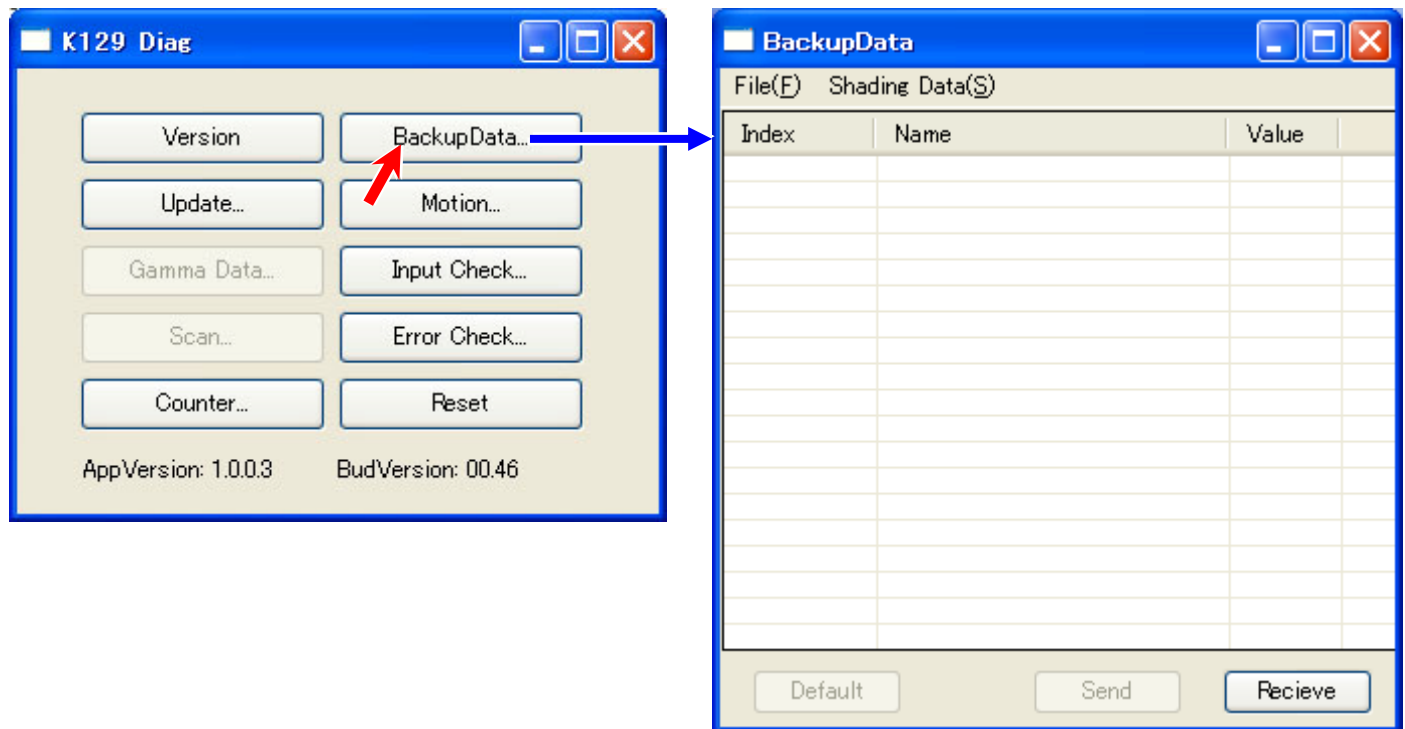 K129 Diag
Version
BackupData...
Update...
Motion...
Gamma Data...
Input Check...
Scan...
Error Check...
Counter...
Reset
AppVersion: 1.0.0.3
BudVersion: 00.46
BackupData
File(F) Shading Data(S)
Index Name Value
Default Send Recieve